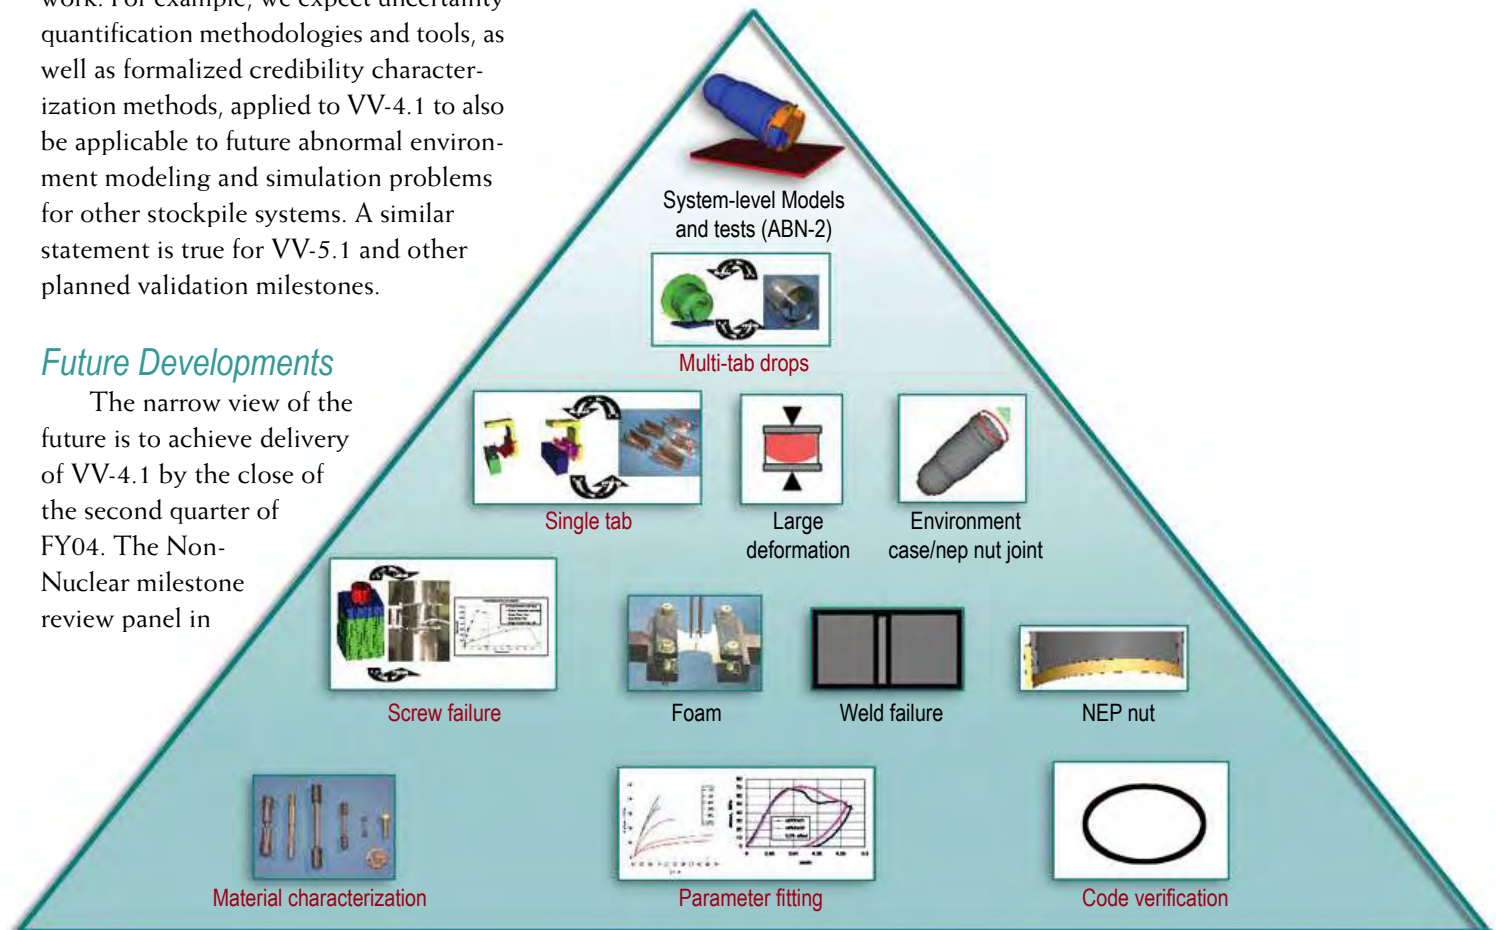 work. For example, we expect uncertainty
quantification methodologies and tools, as
well as formalized credibility character-
ization methods, applied to VV-4.1 to also
be applicable to future abnormal environ-
ment modeling and simulation problems
for other stockpile systems. A similar
statement is true for VV-5.1 and other
planned validation milestones.
Future Developments
The narrow view of the
future is to achieve delivery
of VV-4.1 by the close of
the second quarter of
FY04. The Non-
Nuclear milestone
review panel in
System-level Models
and tests (ABN-2)
Multi-tab drops
Single tab
Large
deformation
Environment
case/nep nut joint
Screw failure
Foam
Weld failure
NEP nut
Material characterization
Parameter fitting
Code verification